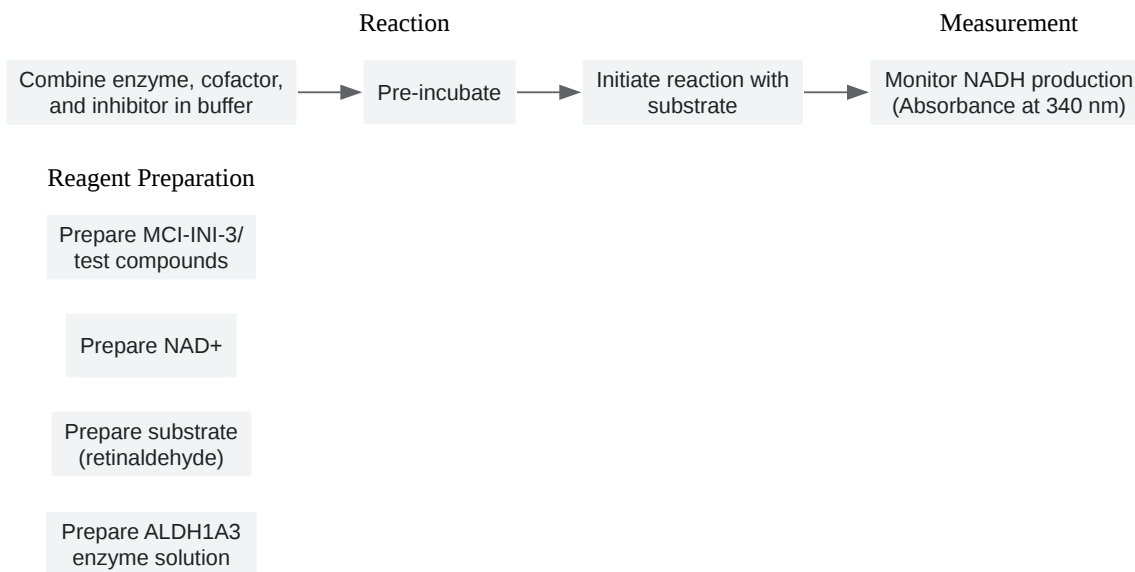 Reaction
Measurement
Combine enzyme, cofactor,
and inhibitor in buffer
Pre-incubate
Initiate reaction with
substrate
Monitor NADH production
(Absorbance at 340 nm)
Reagent Preparation
Prepare MCI-INI-3/
test compounds
Prepare NAD+
Prepare substrate
(retinaldehyde)
Prepare ALDH1A3
enzyme solution